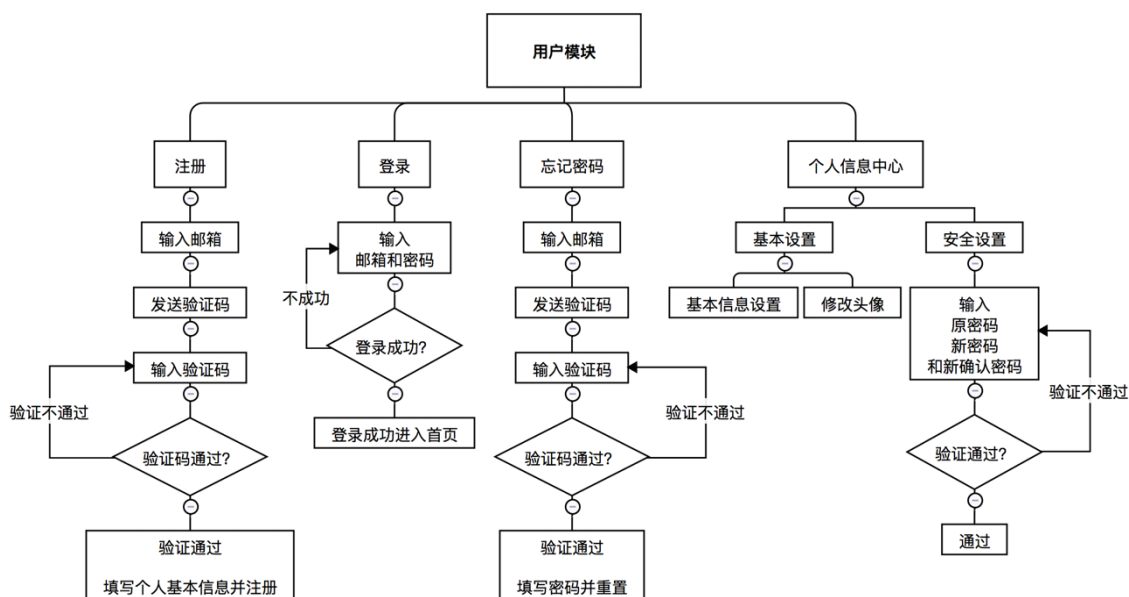 用户模块
注册
登录
忘记密码
个人信息中心
输入邮箱
输入
邮箱和密码
输入邮箱
基本设置
安全设置
不成功
发送验证码
发送验证码
基本信息设置
修改头像
输入
原密码
新密码
和新确认密码
登录成功?
输入验证码
输入验证码
验证不通过
验证不通过
验证不通过
登录成功进入首页
验证码通过?
验证码通过?
验证通过?
通过
验证通过
填写个人基本信息并注册
验证通过
填写密码并重置